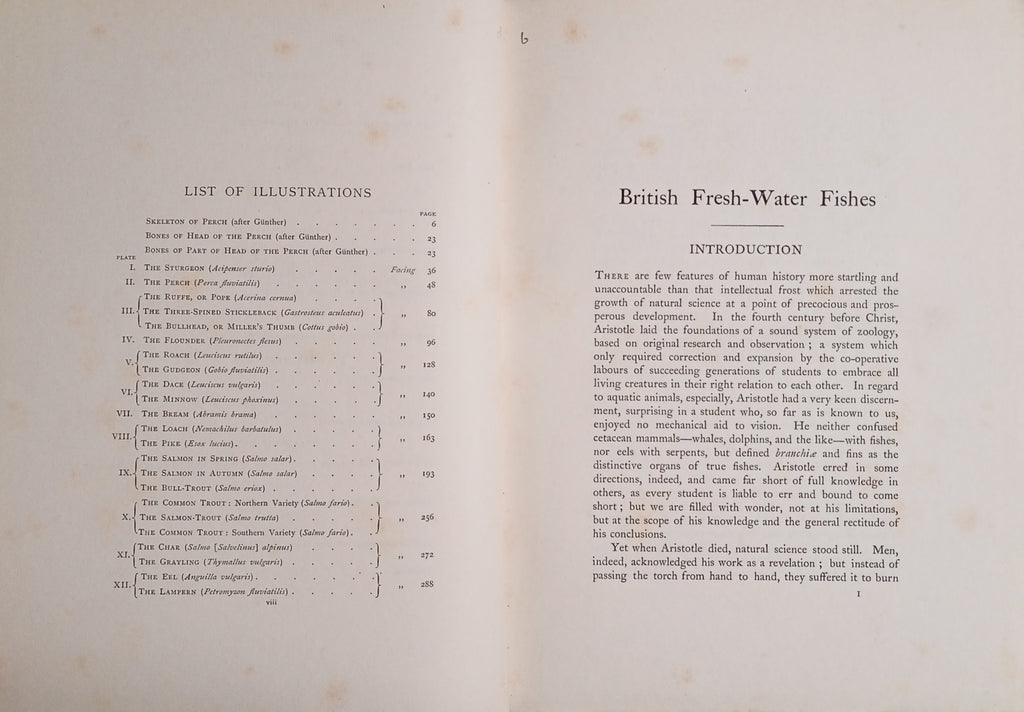 LIST OF ILLUSTRATIONS
PAGE
SKELETON OF PERCH (after Günther) . . . . . . 6
BONES OF HEAD OF THE PERCH (after Günther) . . . . 23
BONES OF PART OF HEAD OF THE PERCH (after Günther) . . . 23
PLATE
I. THE STURGEON (Acipenser sturio) . . . . . Facing 36
II. THE PERCH (Perca fluviatilis) . . . . . ,, 48
THE RUFFE, OR POPE (Acerina cernua) . . . .
III. THE THREE-SPINED STICKLEBACK (Gastrosteus aculeatus) . ,, 80
THE BULLHEAD, OR MILLER'S THUMB (Cottus gobio) . .
IV. THE FLOUNDER (Pleuronectes flesus) . . . . ,, 96
THE ROACH (Leuciscus rutilus) . . . . .
V. ,, 128
THE GUDGEON (Gobio fluviatilis) . . . . .
THE DACE (Leuciscus vulgaris) . . . . .
VI. ,, 140
THE MINNOW (Leuciscus phoxinus) . . . . .
VII. THE BREAM (Abramis brama) . . . . . ,, 150
THE LOACH (Nemachilus barbatulus) . . . .
VIII. ,, 163
THE PIKE (Esox lucius) . . . . . .
THE SALMON IN SPRING (Salmo salar) . . . .
IX. THE SALMON IN AUTUMN (Salmo salar) . . . . ,, 193
THE BULL-TROUT (Salmo eriox) . . . . .
THE COMMON TROUT: Northern Variety (Salmo fario) . .
X. THE SALMON-TROUT (Salmo trutta) . . . . . ,, 256
THE COMMON TROUT: Southern Variety (Salmo fario) . .
THE CHAR (Salmo [Salvelinus] alpinus) . . . .
XI. ,, 272
THE GRAYLING (Thymallus vulgaris) . . . . .
THE EEL (Anguilla vulgaris) . . . . . .
XII. ,, 288
THE LAMPERN (Petromyzon fluviatilis) . . . . .
viii
6
British Fresh-Water Fishes
INTRODUCTION
THERE are few features of human history more startling and
unaccountable than that intellectual frost which arrested the
growth of natural science at a point of precocious and pros-
perous development. In the fourth century before Christ,
Aristotle laid the foundations of a sound system of zoology,
based on original research and observation ; a system which
only required correction and expansion by the co-operative
labours of succeeding generations of students to embrace all
living creatures in their right relation to each other. In regard
to aquatic animals, especially, Aristotle had a very keen discern-
ment, surprising in a student who, so far as is known to us,
enjoyed no mechanical aid to vision. He neither confused
cetacean mammals—whales, dolphins, and the like—with fishes,
nor eels with serpents, but defined branchiæ and fins as the
distinctive organs of true fishes. Aristotle erred in some
directions, indeed, and came far short of full knowledge in
others, as every student is liable to err and bound to come
short ; but we are filled with wonder, not at his limitations,
but at the scope of his knowledge and the general rectitude of
his conclusions.
Yet when Aristotle died, natural science stood still. Men,
indeed, acknowledged his work as a revelation ; but instead of
passing the torch from hand to hand, they suffered it to burn
1